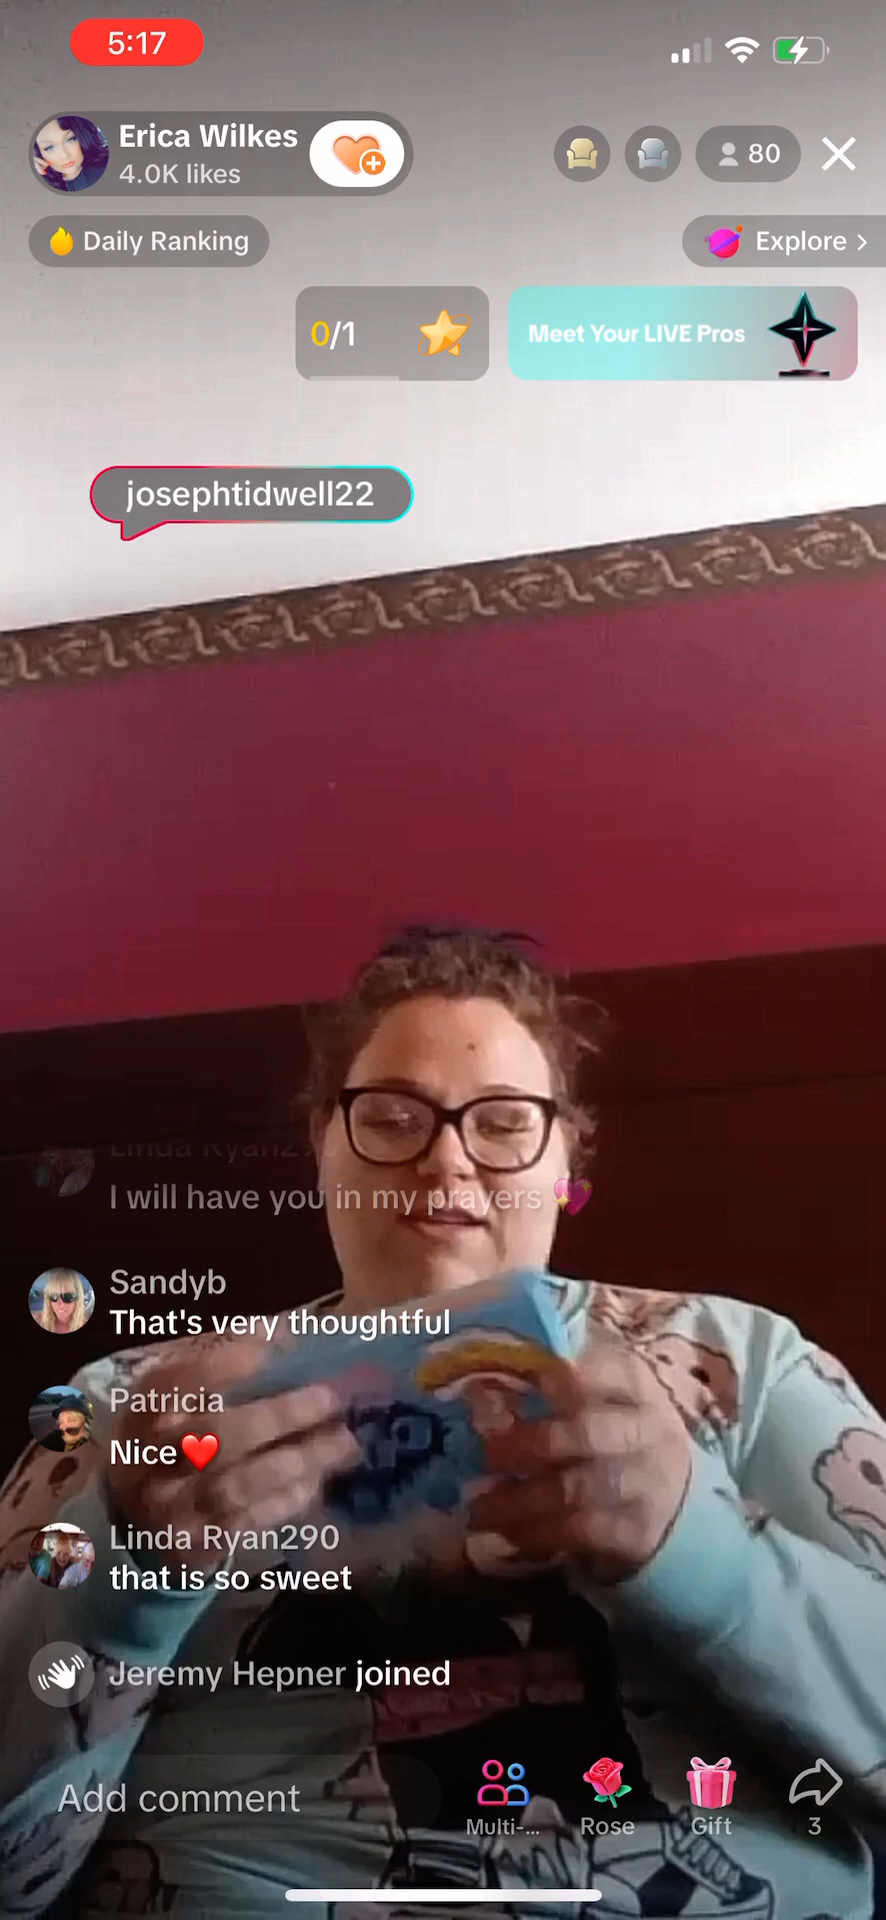 5:17
Erica Wilkes
4.0K likes
80
Daily Ranking
Explore >
0/1
Meet Your LIVE Pros
josephtidwell22
Linda Ryan290
I will have you in my prayers 💖
Sandyb
That's very thoughtful
Patricia
Nice❤️
Linda Ryan290
that is so sweet
Jeremy Hepner joined
Add comment
Multi-...
Rose
Gift
3